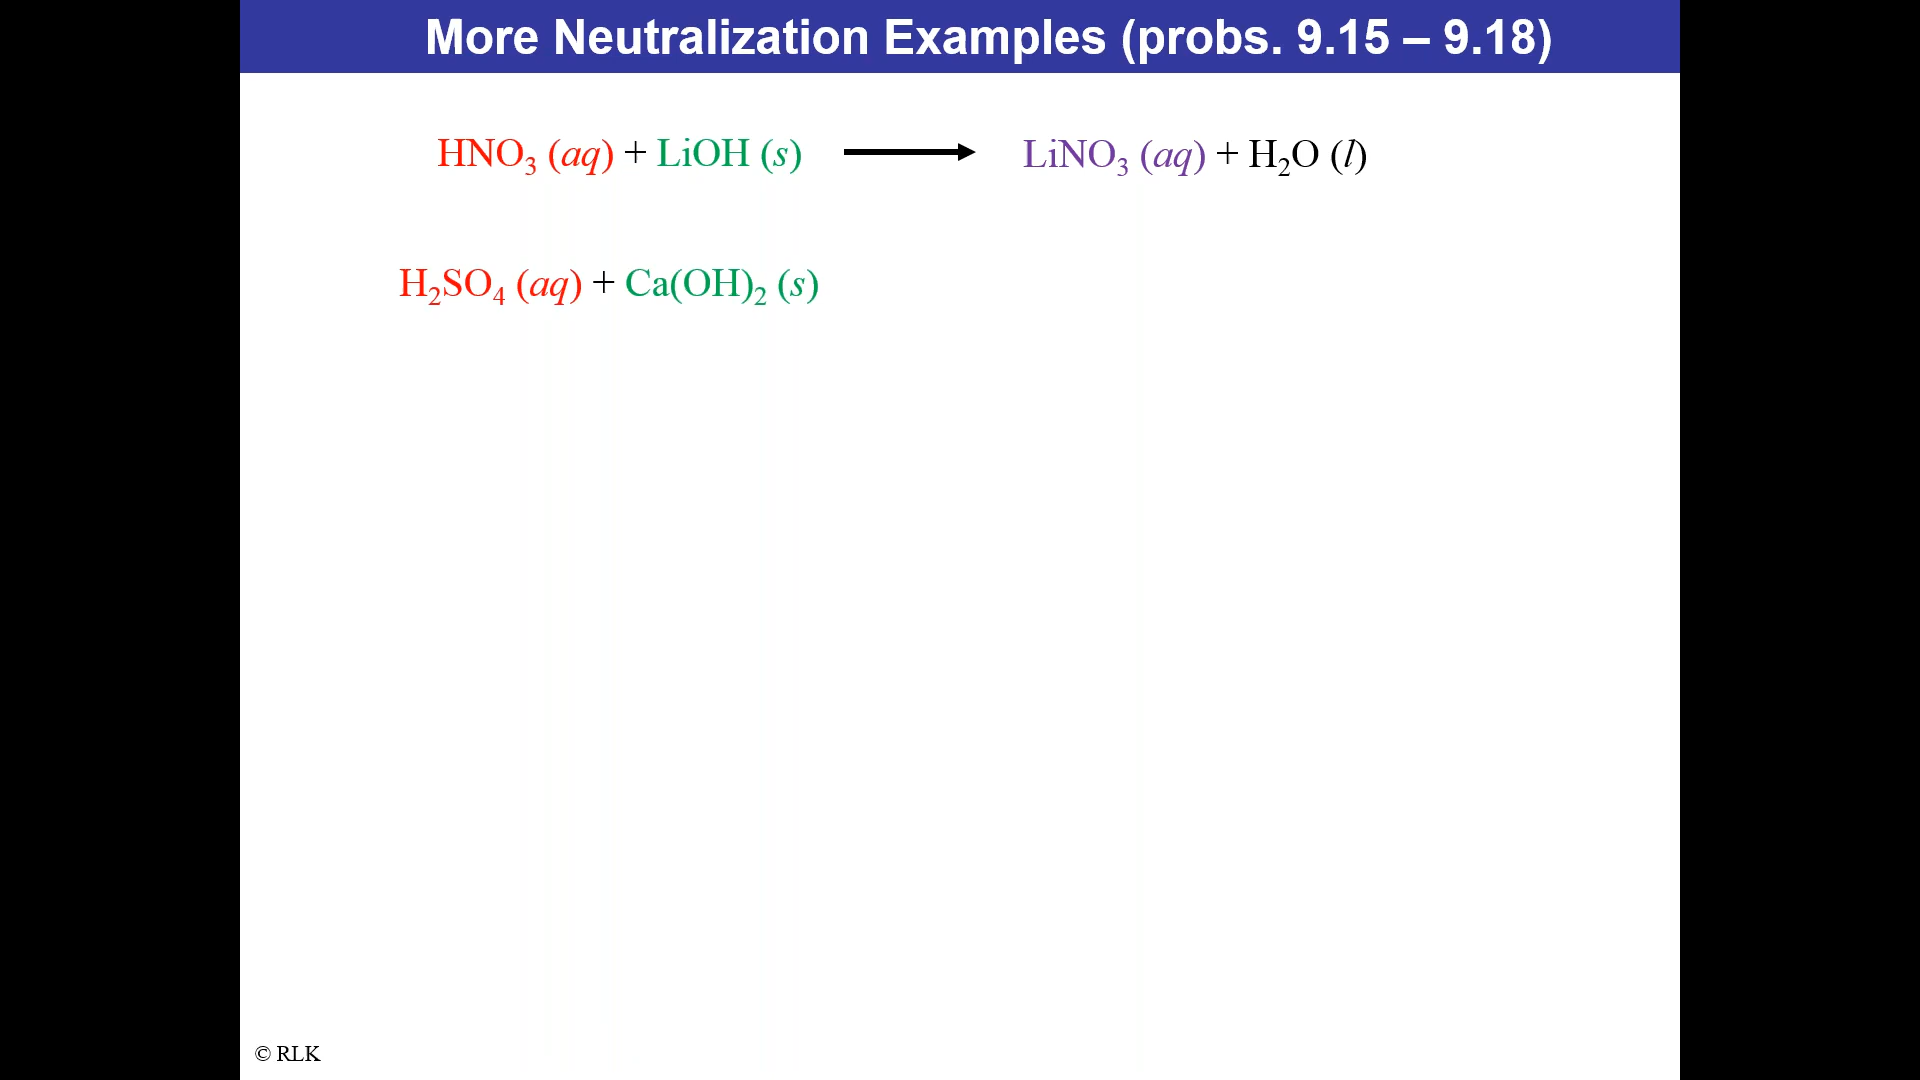 More Neutralization Examples (probs. 9.15 – 9.18)
HNO₃ (aq) + LiOH (s) ⟶ LiNO₃ (aq) + H₂O (l)
H₂SO₄ (aq) + Ca(OH)₂ (s)
© RLK